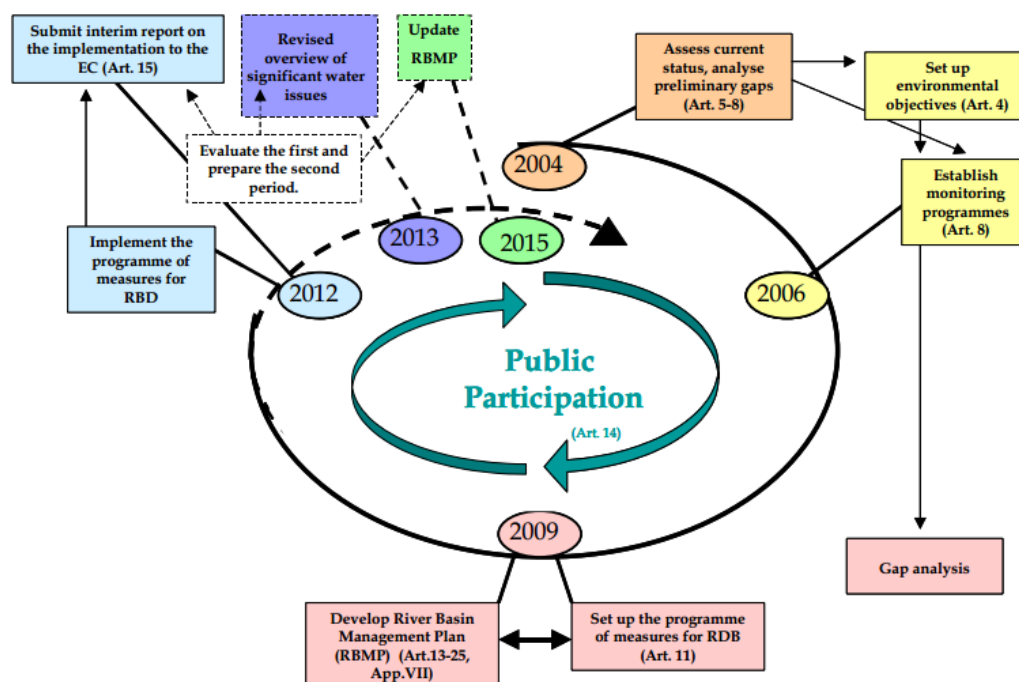 Submit interim report on
the implementation to the
EC (Art. 15)
Revised
overview of
significant water
issues
Update
RBMP
Assess current
status, analyse
preliminary gaps
(Art. 5-8)
Set up
environmental
objectives (Art. 4)
Evaluate the first and
prepare the second
period.
2004
Establish
monitoring
programmes
(Art. 8)
Implement the
programme of
measures for
RBD
2013
2015
2012
2006
Public
Participation
(Art. 14)
2009
Gap analysis
Develop River Basin
Management Plan
(RBMP) (Art.13-25,
App.VII)
Set up the programme
of measures for RDB
(Art. 11)